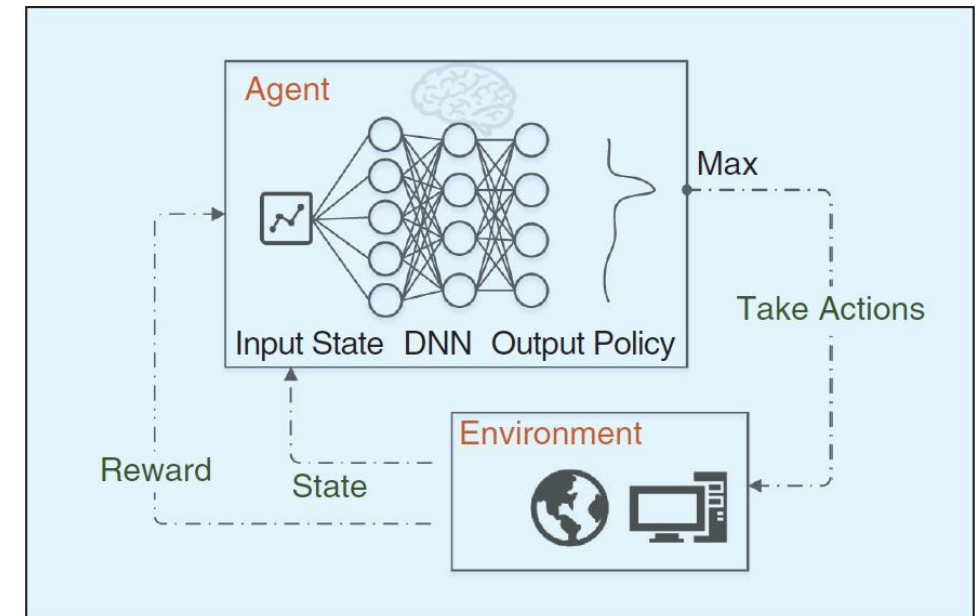 Agent
Max
Input State DNN Output Policy
Take Actions
Environment
Reward
State